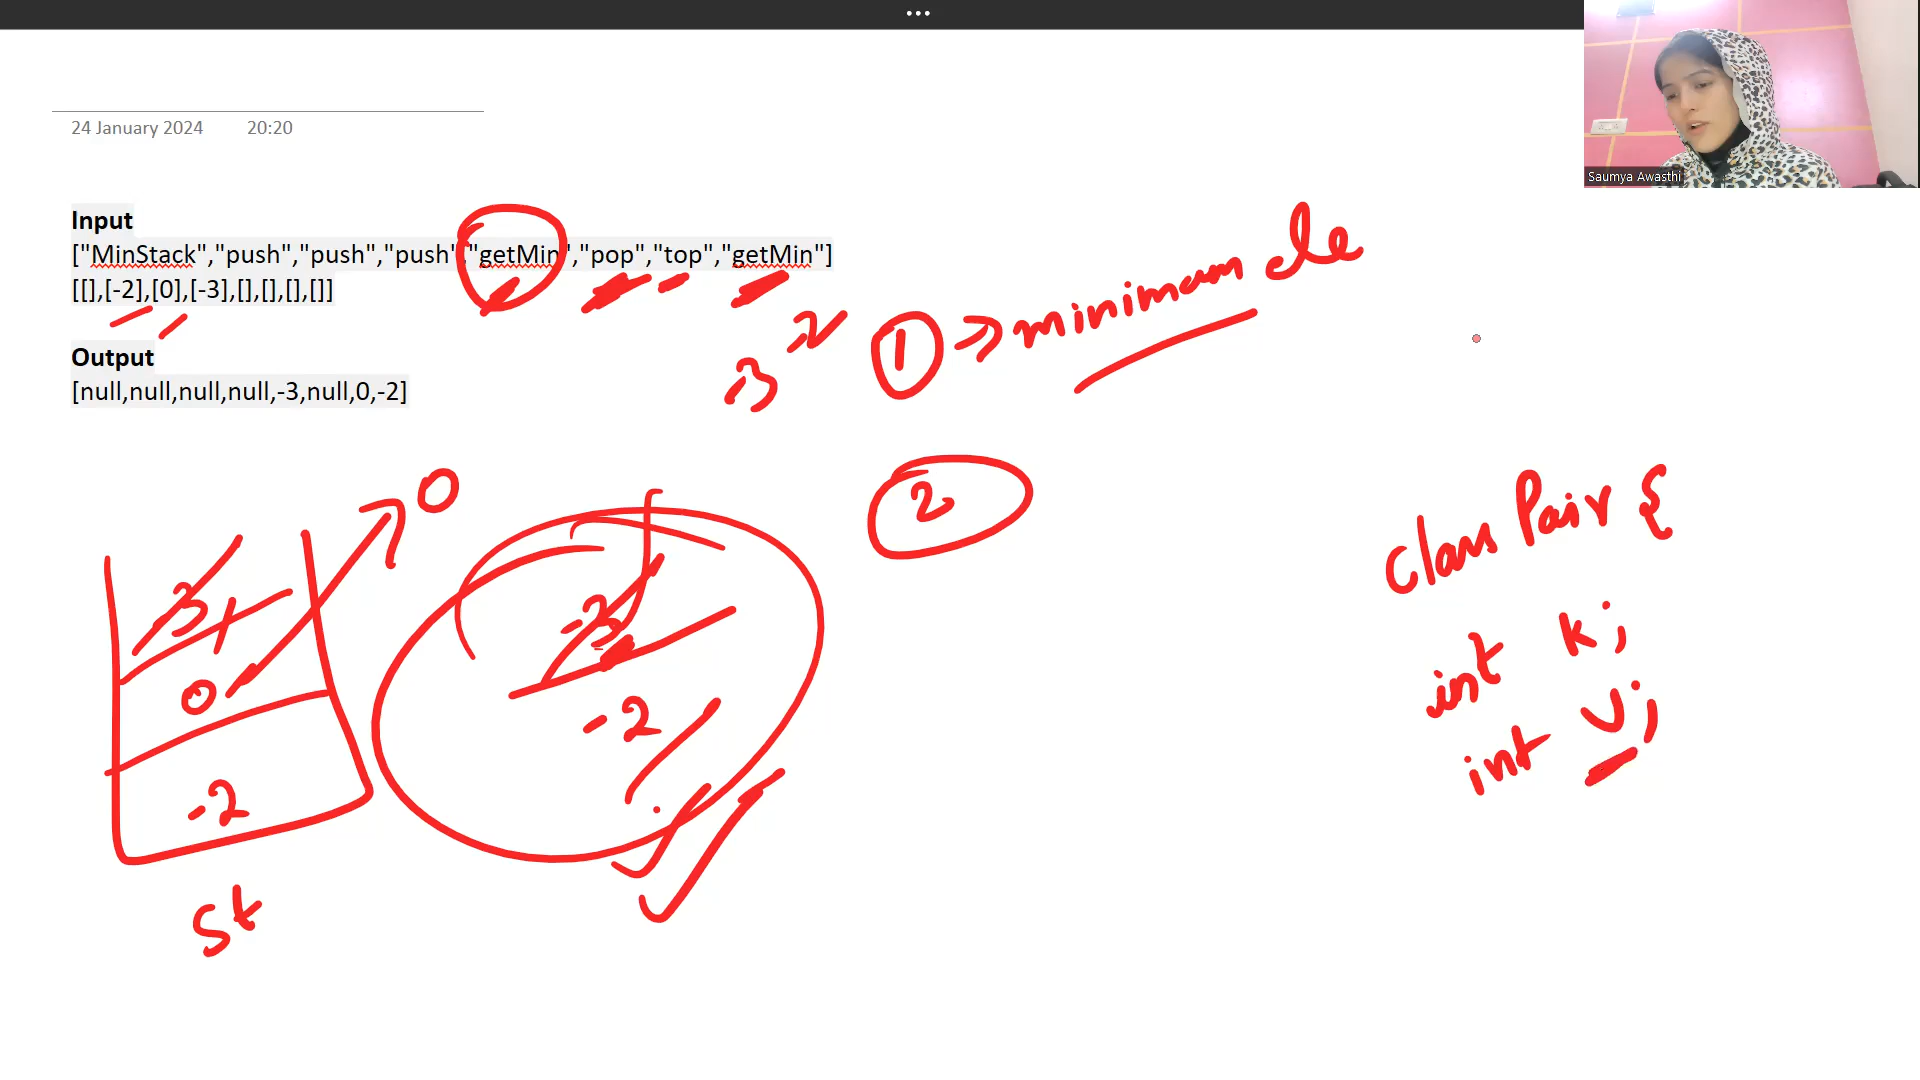 Saumya Awasthi
24 January 2024 20:20
Input
["MinStack","push","push","push","getMin","pop","top","getMin"]
[[],[-2],[0],[-3],[],[],[],[]]
Output
[null,null,null,null,-3,null,0,-2]
-3
1 => minimum ele
0
2
-3
0
-2
St
-3
-2
class Pair {
int k;
int v;